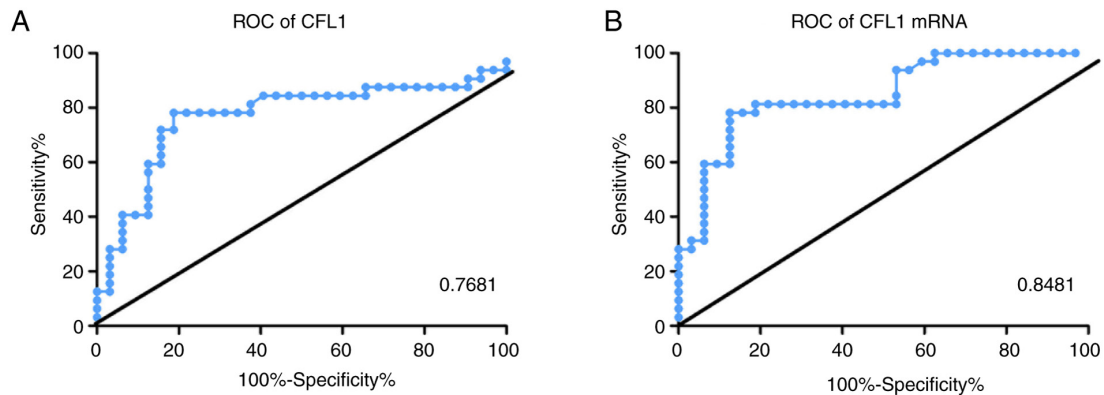 A
ROC of CFL1
100
80
60
40
20
0
Sensitivity%
0.7681
0 20 40 60 80 100
100%-Specificity%
B
ROC of CFL1 mRNA
100
80
60
40
20
0
Sensitivity%
0.8481
0 20 40 60 80 100
100%-Specificity%